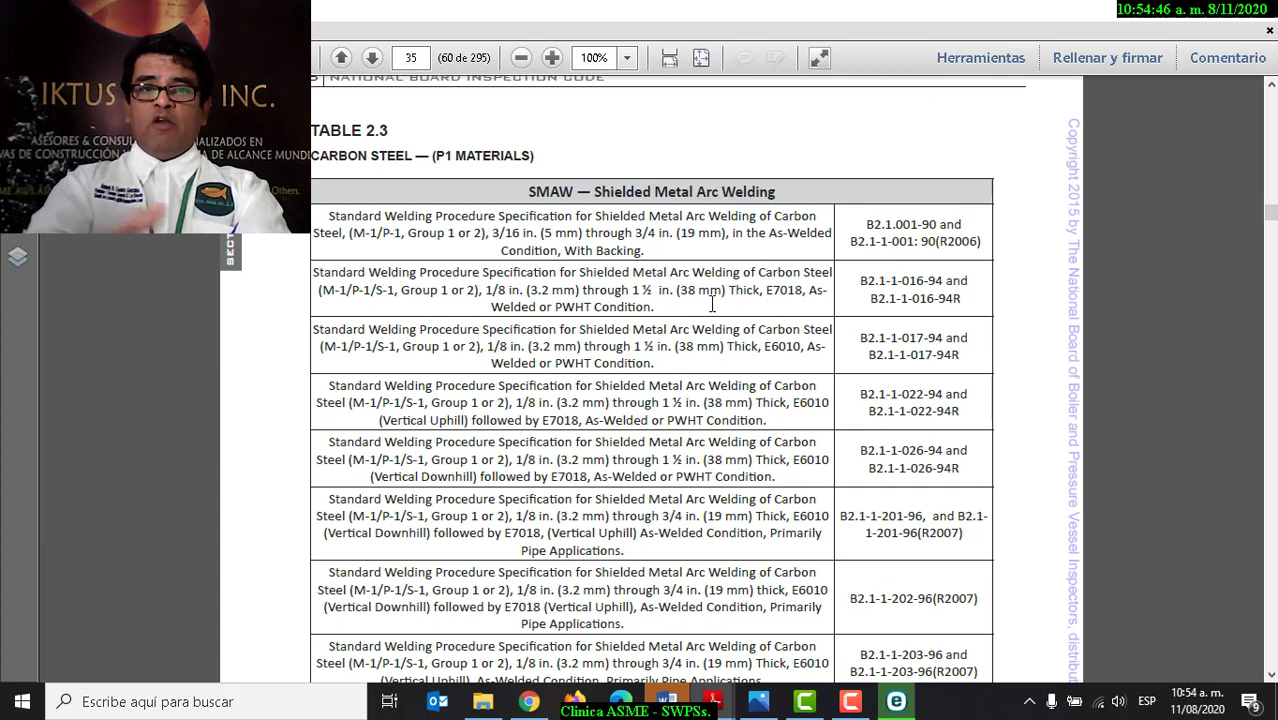 10:54:46 a. m. 8/11/2020
35
(60 de 295)
100%
Herramientas
Rellenar y firmar
Comentario
IKTUS
INC.
ASESORES & CONSUL
IALIZADOS EN
VAS DE CONSTRUCCIÓN
DE ALCANCE MUNDI
Others.
NATIONAL BOARD INSPECTION CODE
TABLE 2.3
CARBON STEEL — (P1 MATERIALS)
SMAW — Shielded Metal Arc Welding
Standard Welding Procedure Specification for Shielded Metal Arc Welding of Carbon
Steel, (M-1/P-1, Group 1 or 2), 3/16 in. (5 mm) through 3/4 in. (19 mm), in the As-Welded
Condition, With Backing.
B2.1.001-90 and
B2.1-1-001: 90(R2006)
Standard Welding Procedure Specification for Shielded Metal Arc Welding of Carbon Steel
(M-1/P-1/S-1, Group 1 or 2), 1/8 in. (3.2 mm) through 1 ½ in. (38 mm) Thick, E7018, As-
Welded or PWHT Condition.
B2.1-1-016-94 and
B2.1-1-016-94R
Standard Welding Procedure Specification for Shielded Metal Arc Welding of Carbon Steel
(M-1/P-1/S-1, Group 1 or 2), 1/8 in. (3.2 mm) through 1 ½ in. (38 mm) Thick, E6010, As-
Welded or PWHT Condition.
B2.1-1-017-94 and
B2.1-1-017-94R
Standard Welding Procedure Specification for Shielded Metal Arc Welding of Carbon
Steel (M-1/P-1/S-1, Group 1 or 2), 1/8 in. (3.2 mm) through 1 ½ in. (38 mm) Thick, E6010
(Vertical Uphill) followed by E7018, As-Welded or PWHT Condition.
B2.1-1-022-94 and
B2.1-1-022-94R
Standard Welding Procedure Specification for Shielded Metal Arc Welding of Carbon
Steel (M-1/P-1/S-1, Group 1 or 2), 1/8 in. (3.2 mm) through 1 ½ in. (38 mm) Thick, E6010
(Vertical Downhill) followed by E7018, As-Welded or PWHT Condition.
B2.1-1-026-94 and
B2.1-1-026-94R
Standard Welding Procedure Specification for Shielded Metal Arc Welding of Carbon
Steel (M-1/P-1/S-1, Group 1 or 2), 1/8 in. (3.2 mm) through 3/4 in. (19 mm) Thick, E6010
(Vertical Downhill) followed by E7018, (Vertical Uphill) As-Welded Condition, Primarily
Pipe Applications.
B2.1-1-201-96, and B2.1-
1-201-96(R2007)
Standard Welding Procedure Specification for Shielded Metal Arc Welding of Carbon
Steel (M-1/P-1/S-1, Group 1 or 2), 1/8 in. (3.2 mm) through 3/4 in. (19 mm) thick, E6010
(Vertical Downhill) followed by E7018 (Vertical Uphill), As-Welded Condition, Primarily
Pipe Applications.
B2.1-1-202-96(R2007)
Standard Welding Procedure Specification for Shielded Metal Arc Welding of Carbon
Steel (M-1/P-1/S-1, Group 1 or 2), 1/8 in. (3.2 mm) through 3/4 in. (19 mm) Thick, E6010
B2.1-1-203-96 and
B2.1-1-203-96(R2007)
SECT
Copyright 2015 by The National Board of Boiler and Pressure Vessel Inspectors, distribut
Escribe aquí para buscar
ESP
10:54 a. m.
11/08/2020
9
Clinica ASME - SWPSs.